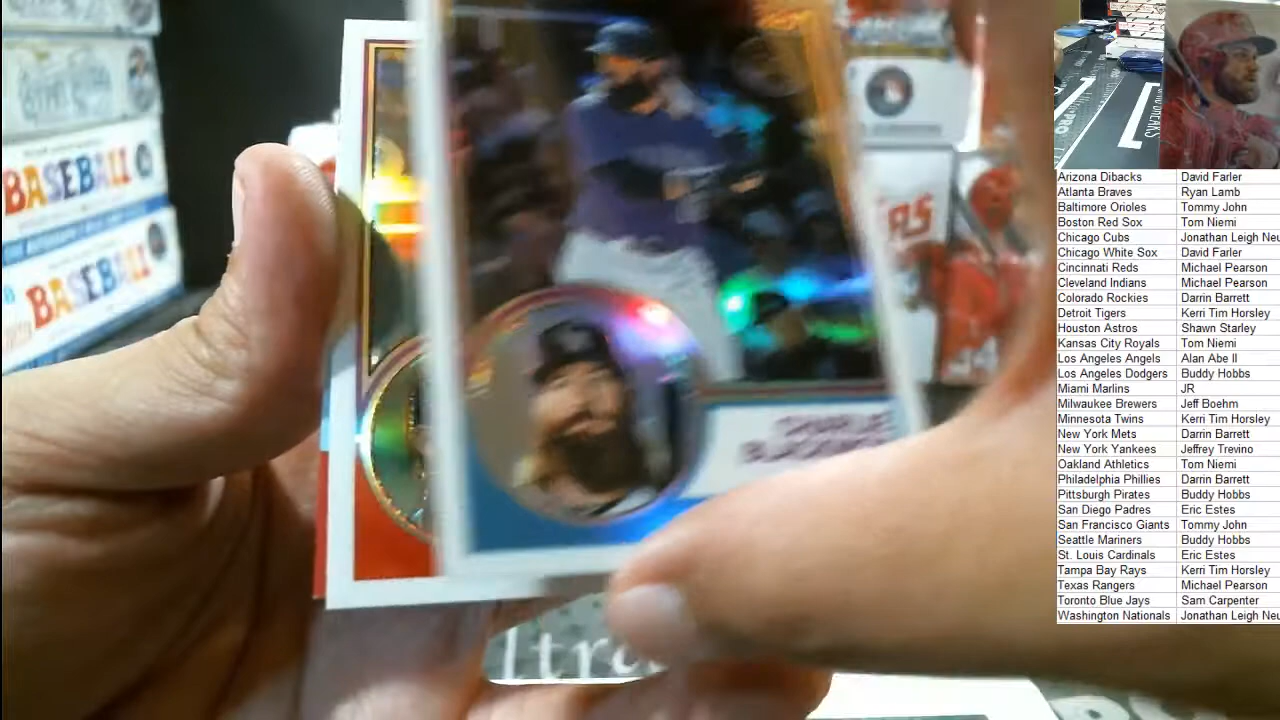 BASEBALL
BASEBALL
CHARLIE
Ultra
Arizona Dibacks David Farler
Atlanta Braves Ryan Lamb
Baltimore Orioles Tommy John
Boston Red Sox Tom Niemi
Chicago Cubs Jonathan Leigh Neu
Chicago White Sox David Farler
Cincinnati Reds Michael Pearson
Cleveland Indians Michael Pearson
Colorado Rockies Darrin Barrett
Detroit Tigers Kerri Tim Horsley
Houston Astros Shawn Starley
Kansas City Royals Tom Niemi
Los Angeles Angels Alan Abe II
Los Angeles Dodgers Buddy Hobbs
Miami Marlins JR
Milwaukee Brewers Jeff Boehm
Minnesota Twins Kerri Tim Horsley
New York Mets Darrin Barrett
New York Yankees Jeffrey Trevino
Oakland Athletics Tom Niemi
Philadelphia Phillies Darrin Barrett
Pittsburgh Pirates Buddy Hobbs
San Diego Padres Eric Estes
San Francisco Giants Tommy John
Seattle Mariners Buddy Hobbs
St. Louis Cardinals Eric Estes
Tampa Bay Rays Kerri Tim Horsley
Texas Rangers Michael Pearson
Toronto Blue Jays Sam Carpenter
Washington Nationals Jonathan Leigh Neu